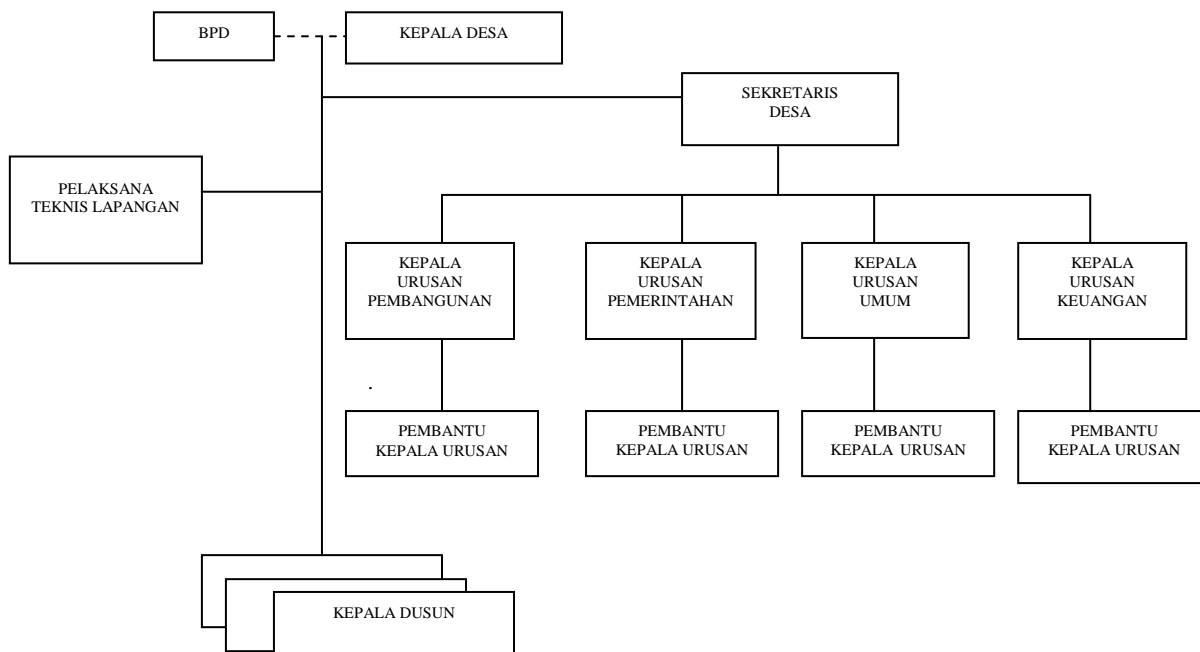 BPD
KEPALA DESA
SEKRETARIS
DESA
PELAKSANA
TEKNIS LAPANGAN
KEPALA
URUSAN
PEMBANGUNAN
KEPALA
URUSAN
PEMERINTAHAN
KEPALA
URUSAN
UMUM
KEPALA
URUSAN
KEUANGAN
.
PEMBANTU
KEPALA URUSAN
PEMBANTU
KEPALA URUSAN
PEMBANTU
KEPALA URUSAN
PEMBANTU
KEPALA URUSAN
KEPALA DUSUN